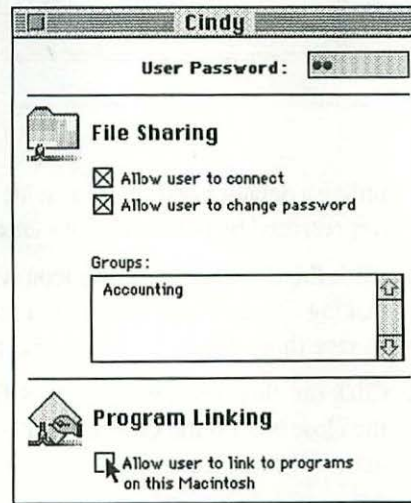 Cindy
User Password: ●●
File Sharing
Allow user to connect
Allow user to change password
Groups:
Accounting
Program Linking
Allow user to link to programs
on this Macintosh